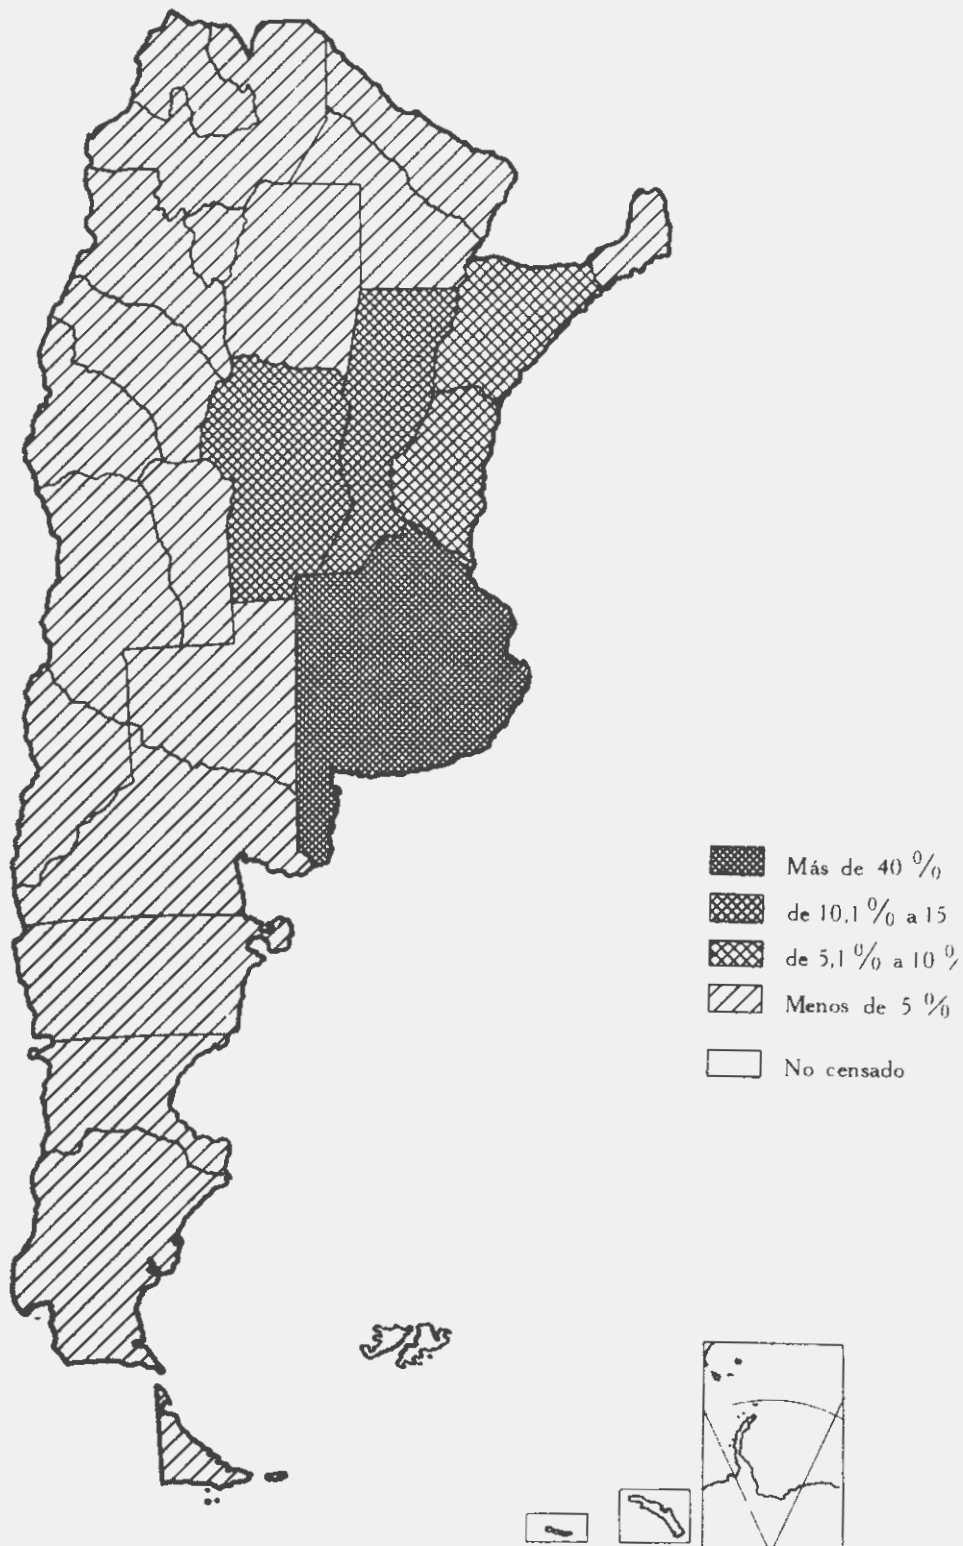 Más de 40 %
de 10,1 % a 15
de 5,1 % a 10 %
Menos de 5 %
No censado